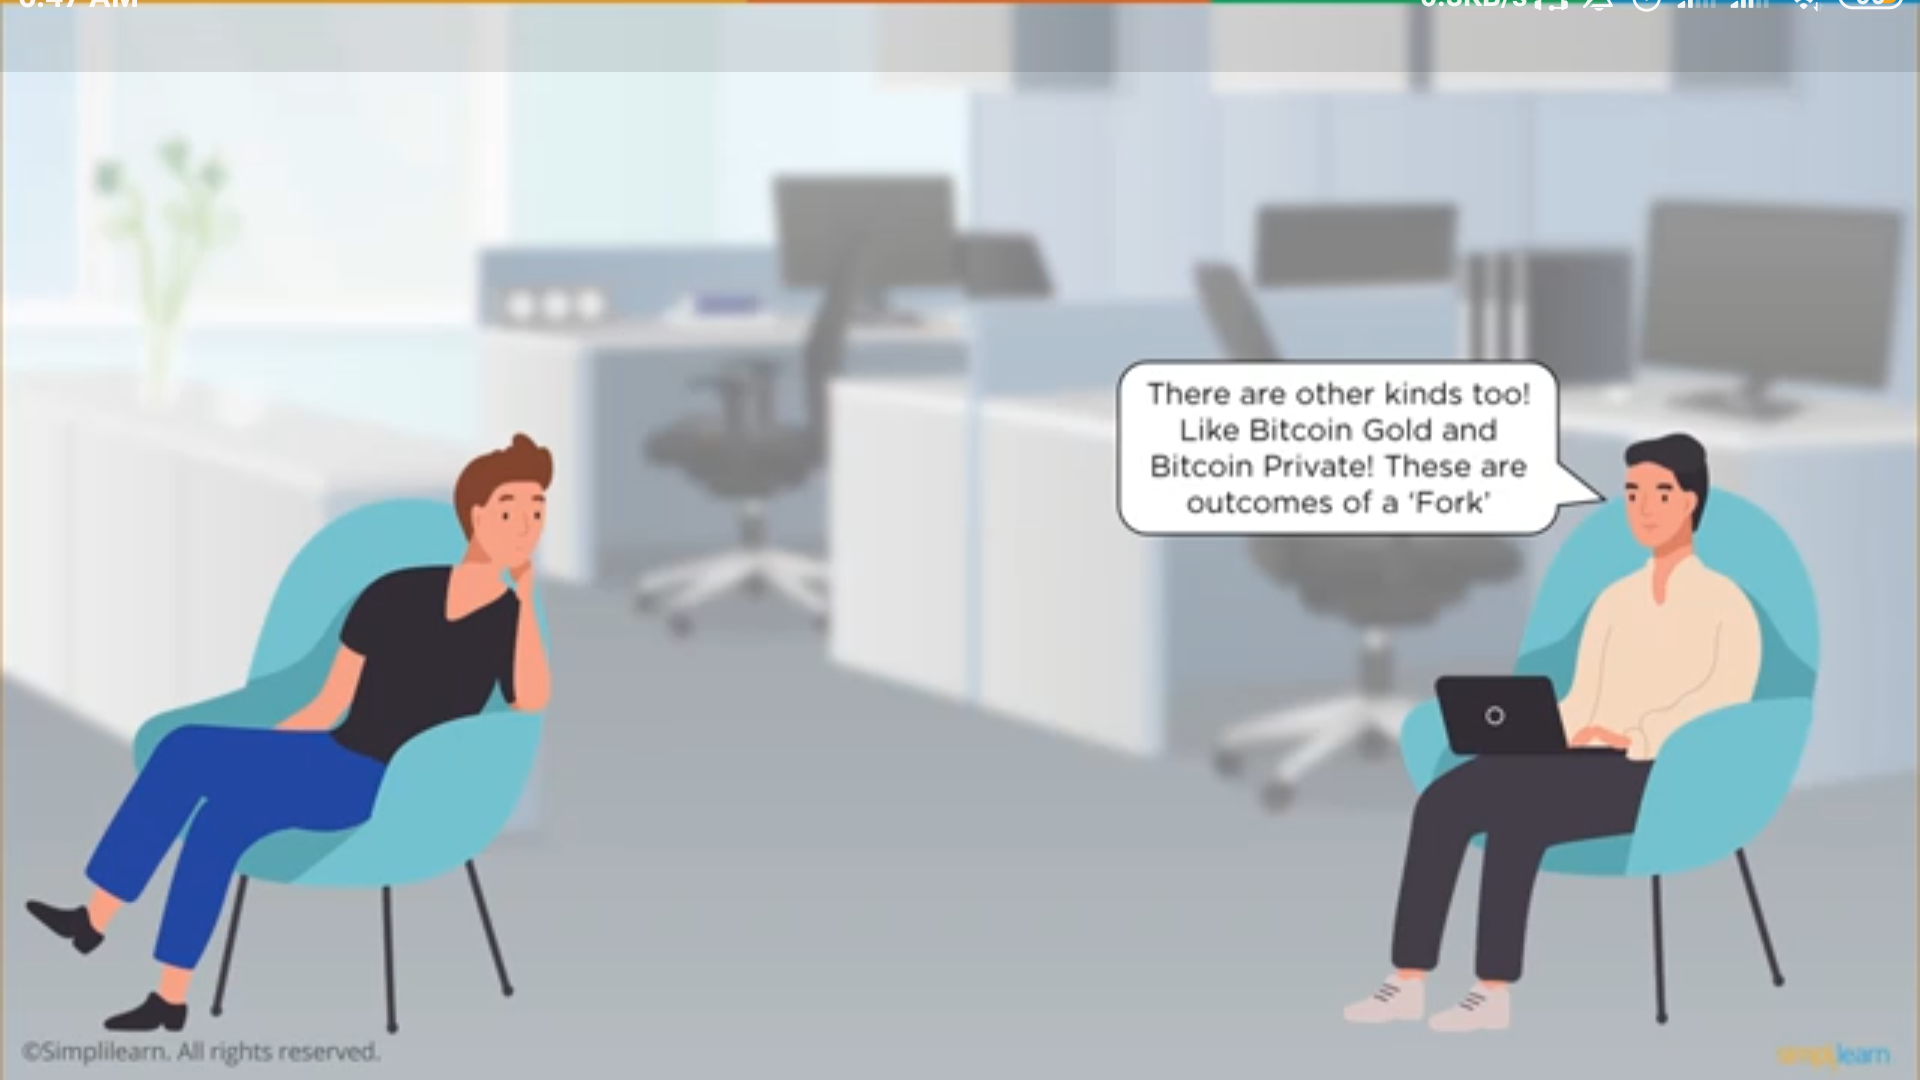 There are other kinds too!
Like Bitcoin Gold and
Bitcoin Private! These are
outcomes of a ‘Fork’
©Simplilearn. All rights reserved.
simplilearn